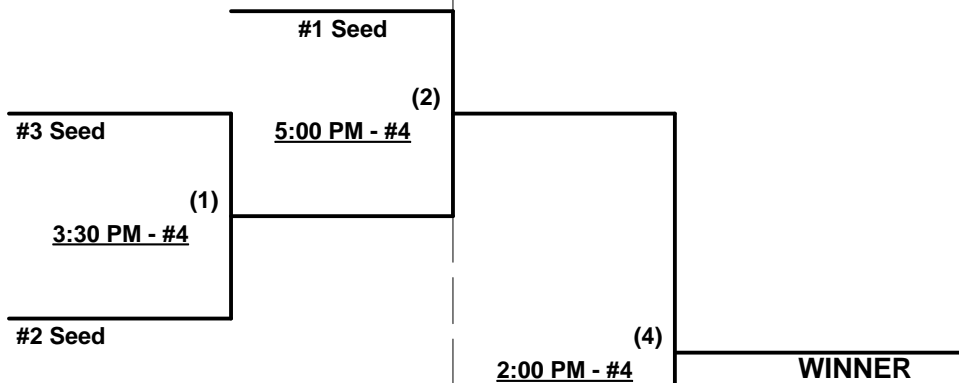 #1 Seed
(2)
5:00 PM - #4
#3 Seed
(1)
3:30 PM - #4
#2 Seed
(4)
2:00 PM - #4
WINNER